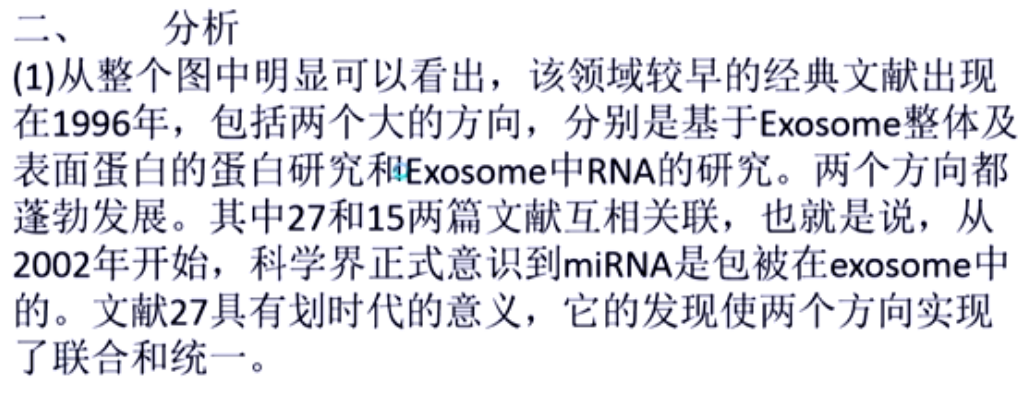 二、 分析
(1)从整个图中明显可以看出，该领域较早的经典文献出现
在1996年，包括两个大的方向，分别是基于Exosome整体及
表面蛋白的蛋白研究和Exosome中RNA的研究。两个方向都
蓬勃发展。其中27和15两篇文献互相关联，也就是说，从
2002年开始，科学界正式意识到miRNA是包被在exosome中
的。文献27具有划时代的意义，它的发现使两个方向实现
了联合和统一。